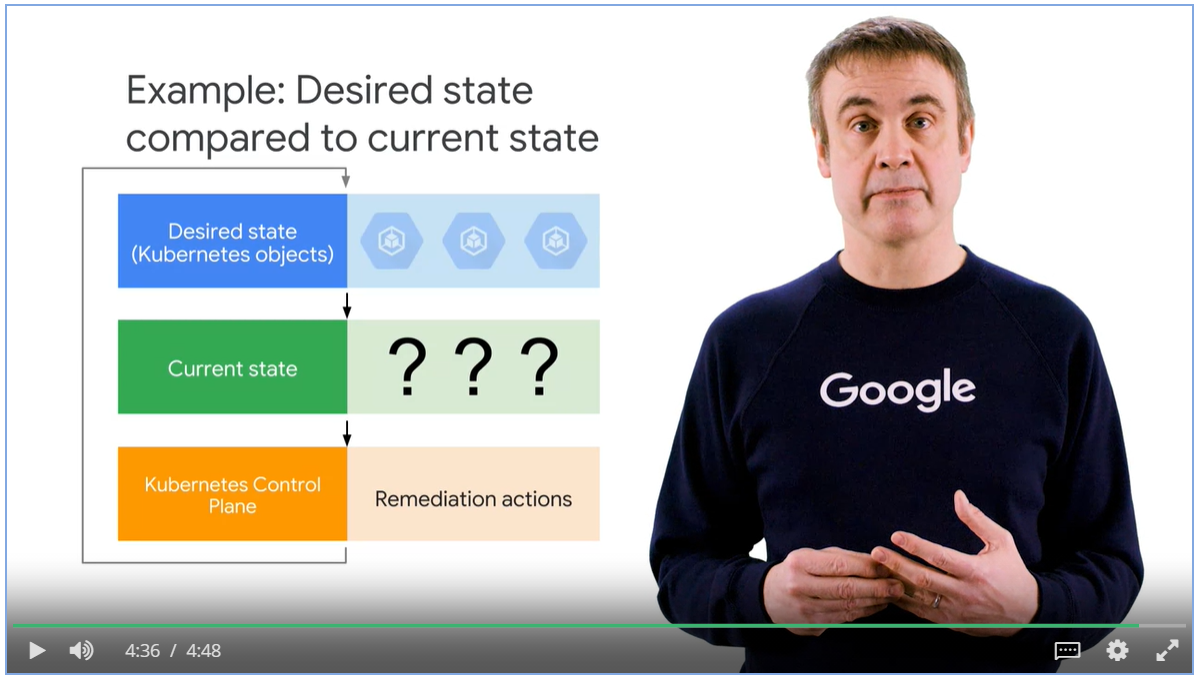 Example: Desired state
compared to current state
Desired state
(Kubernetes objects)
Current state
? ? ?
Kubernetes Control
Plane
Remediation actions
Google
4:36 / 4:48